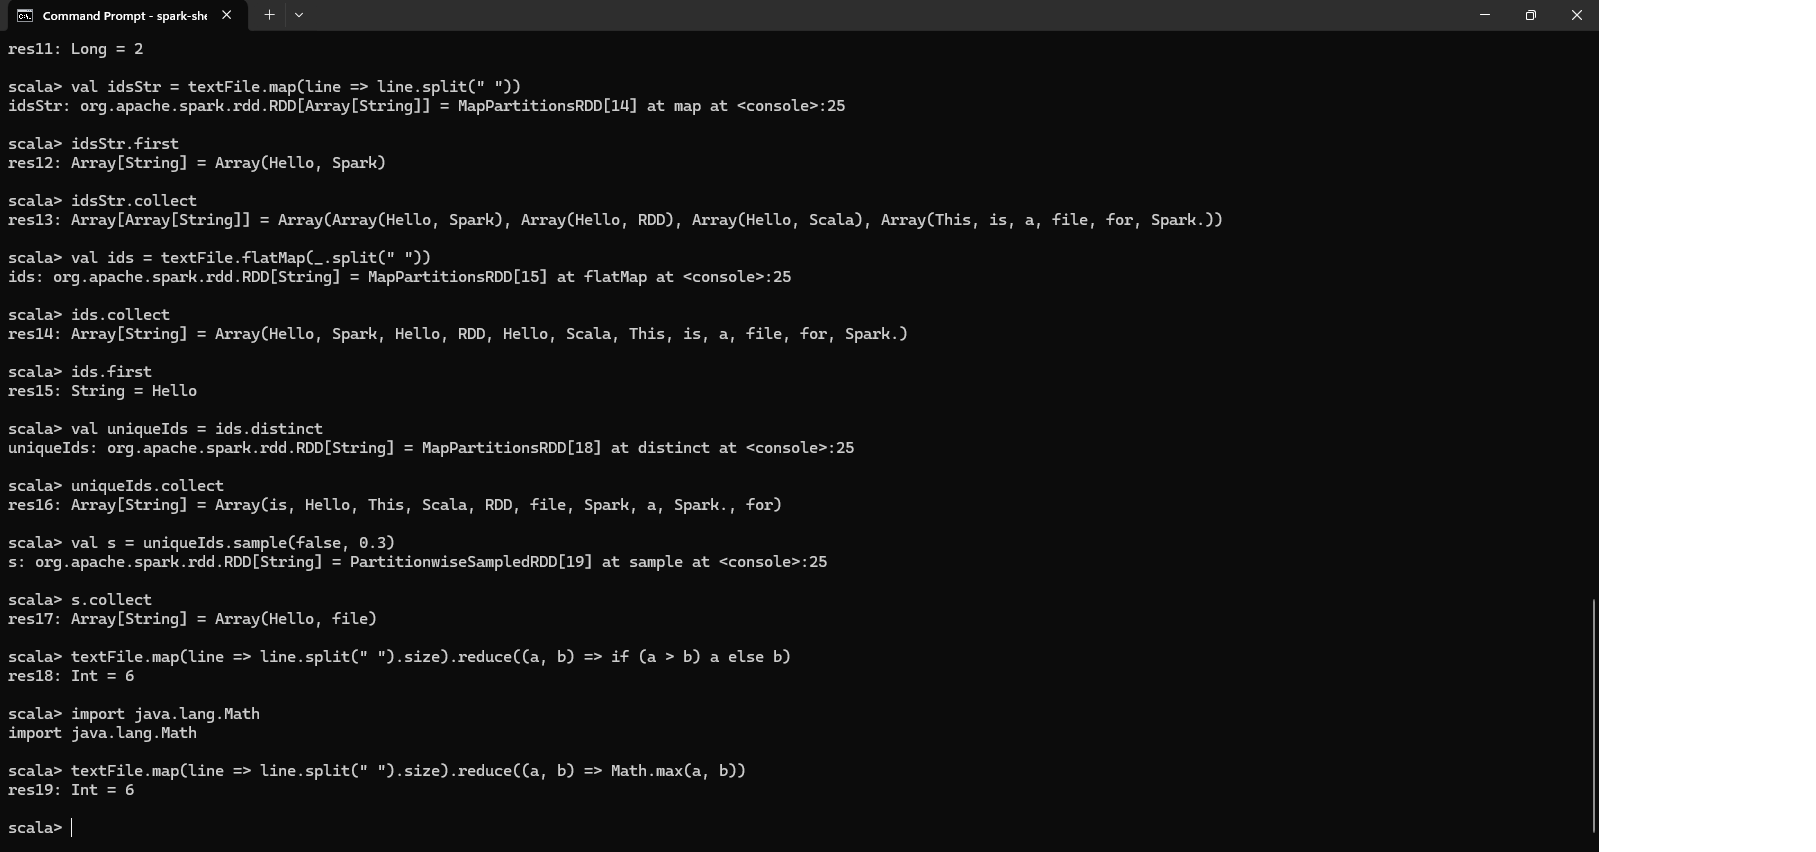 Command Prompt - spark-she
res11: Long = 2
scala> val idsStr = textFile.map(line => line.split(" "))
idsStr: org.apache.spark.rdd.RDD[Array[String]] = MapPartitionsRDD[14] at map at <console>:25
scala> idsStr.first
res12: Array[String] = Array(Hello, Spark)
scala> idsStr.collect
res13: Array[Array[String]] = Array(Array(Hello, Spark), Array(Hello, RDD), Array(Hello, Scala), Array(This, is, a, file, for, Spark.))
scala> val ids = textFile.flatMap(_.split(" "))
ids: org.apache.spark.rdd.RDD[String] = MapPartitionsRDD[15] at flatMap at <console>:25
scala> ids.collect
res14: Array[String] = Array(Hello, Spark, Hello, RDD, Hello, Scala, This, is, a, file, for, Spark.)
scala> ids.first
res15: String = Hello
scala> val uniqueIds = ids.distinct
uniqueIds: org.apache.spark.rdd.RDD[String] = MapPartitionsRDD[18] at distinct at <console>:25
scala> uniqueIds.collect
res16: Array[String] = Array(is, Hello, This, Scala, RDD, file, Spark, a, Spark., for)
scala> val s = uniqueIds.sample(false, 0.3)
s: org.apache.spark.rdd.RDD[String] = PartitionwiseSampledRDD[19] at sample at <console>:25
scala> s.collect
res17: Array[String] = Array(Hello, file)
scala> textFile.map(line => line.split(" ").size).reduce((a, b) => if (a > b) a else b)
res18: Int = 6
scala> import java.lang.Math
import java.lang.Math
scala> textFile.map(line => line.split(" ").size).reduce((a, b) => Math.max(a, b))
res19: Int = 6
scala>